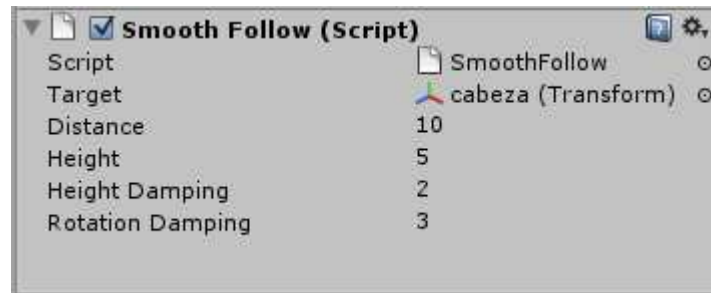 Smooth Follow (Script)
Script SmoothFollow
Target cabeza (Transform)
Distance 10
Height 5
Height Damping 2
Rotation Damping 3